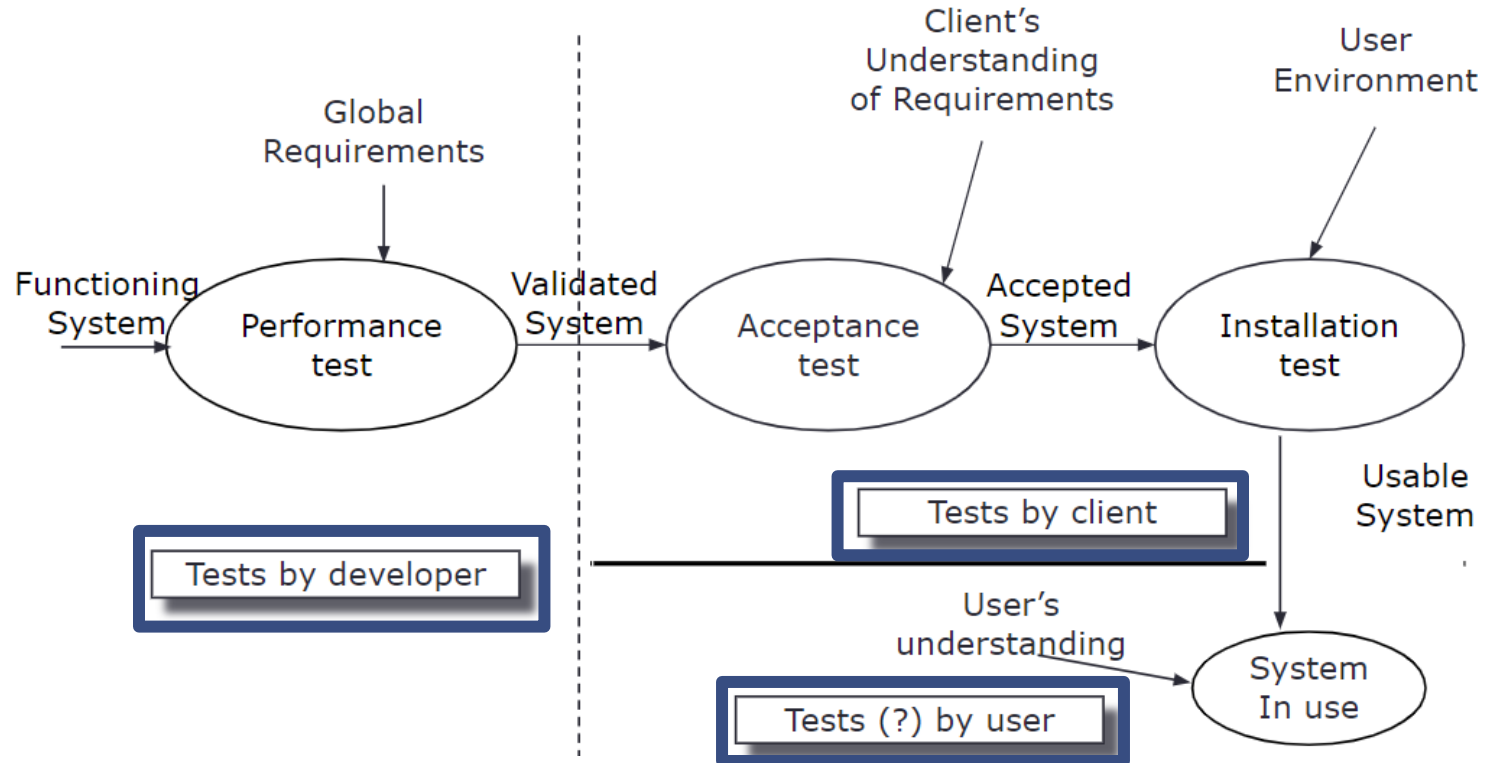 Client's
Understanding
of Requirements
User
Environment
Global
Requirements
Functioning
System
Performance
test
Validated
System
Acceptance
test
Accepted
System
Installation
test
Usable
System
Tests by client
Tests by developer
User's
understanding
System
In use
Tests (?) by user